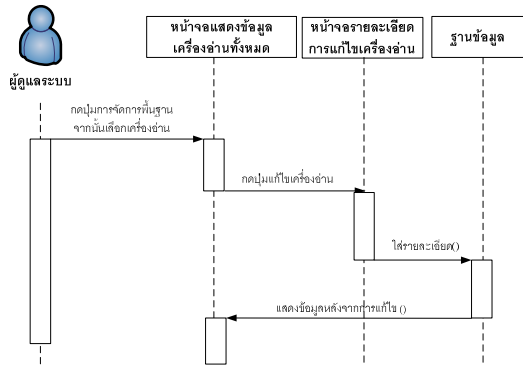 หน้าจอแสดงข้อมูล
เครื่องอ่านทั้งหมด
หน้าจอรายละเอียด
การแก้ไขเครื่องอ่าน
ฐานข้อมูล
ผู้ดูแลระบบ
กดปุ่มการจัดการพื้นฐาน
จากนั้นเลือกเครื่องอ่าน
กดปุ่มแก้ไขเครื่องอ่าน
ใส่รายละเอียด()
แสดงข้อมูลหลังจากการแก้ไข ()